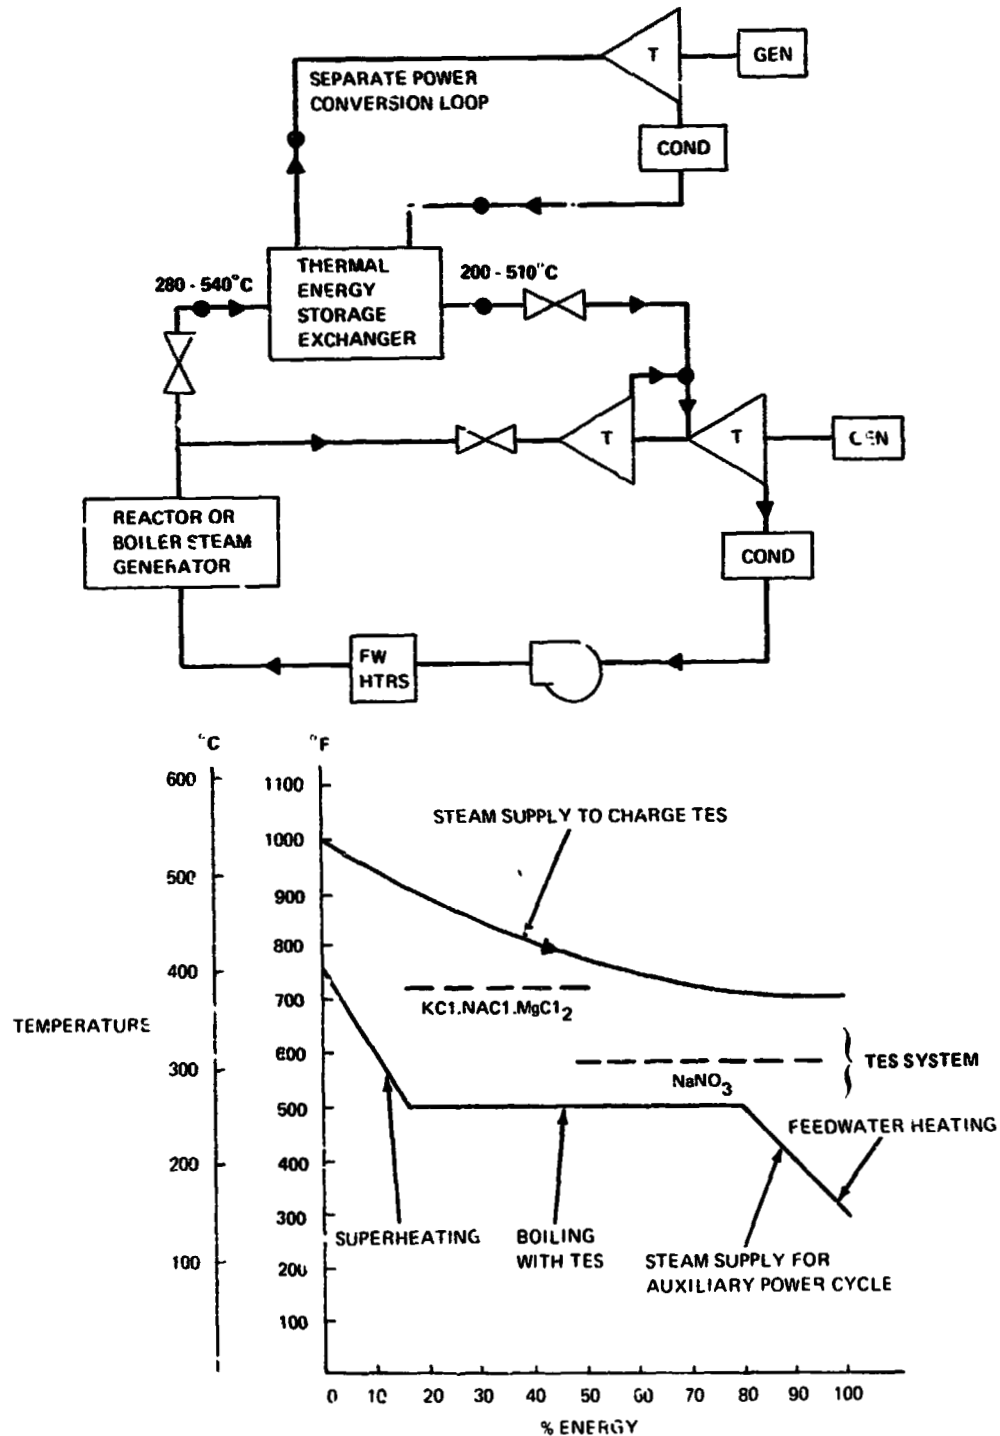 T
GEN
SEPARATE POWER
CONVERSION LOOP
COND
THERMAL
ENERGY
STORAGE
EXCHANGER
280 - 540°C
200 - 510°C
T
T
GEN
REACTOR OR
BOILER STEAM
GENERATOR
COND
FW
HTRS
°C
°F
600
500
400
300
200
100
1100
1000
900
800
700
600
500
400
300
200
100
TEMPERATURE
STEAM SUPPLY TO CHARGE TES
KC1.NAC1.MgC1₂
NaNO₃
TES SYSTEM
FEEDWATER HEATING
SUPERHEATING
BOILING
WITH TES
STEAM SUPPLY FOR
AUXILIARY POWER CYCLE
0 10 20 30 40 50 60 70 80 90 100
% ENERGY